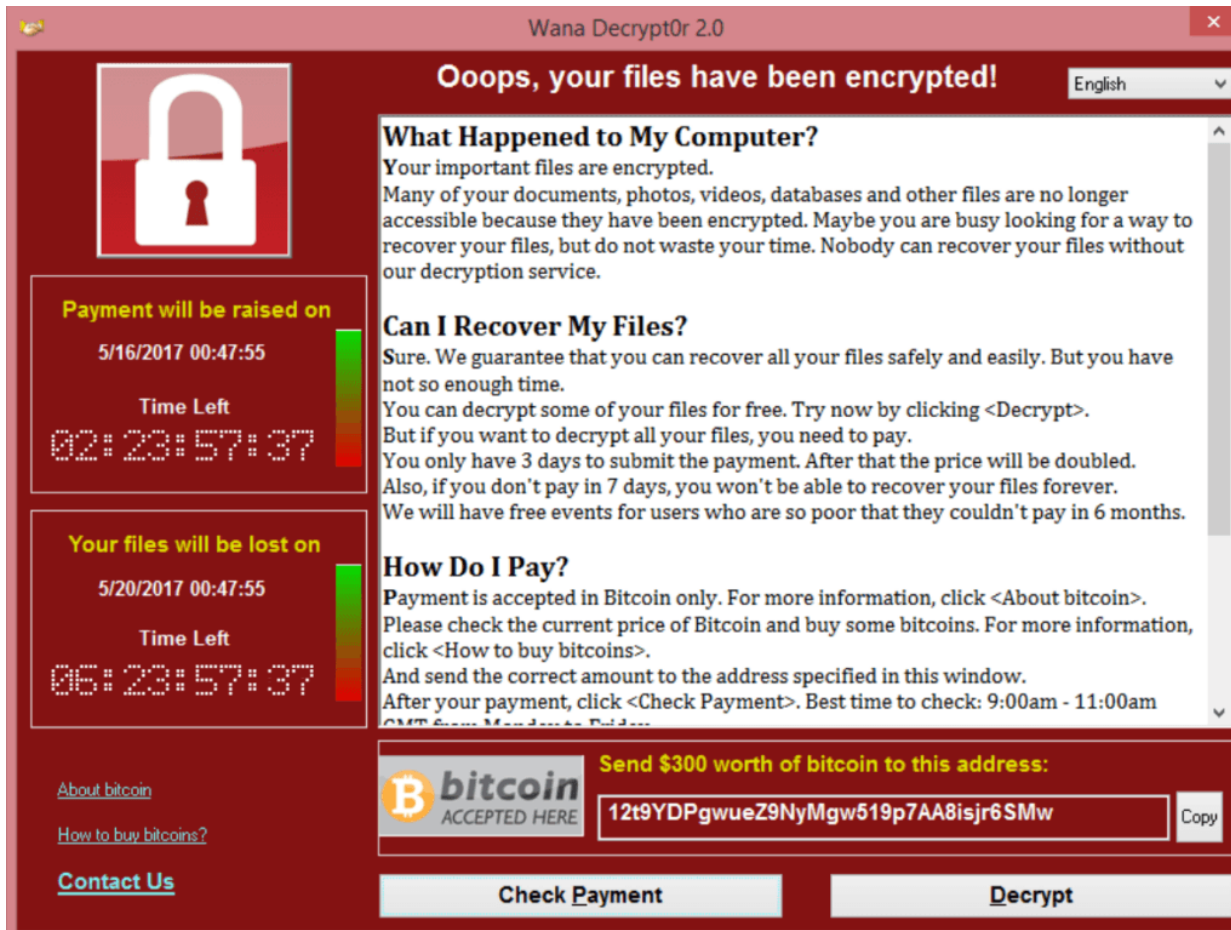 Wana Decrypt0r 2.0
Ooops, your files have been encrypted!
English
Payment will be raised on
5/16/2017 00:47:55
Time Left
02:23:57:37
Your files will be lost on
5/20/2017 00:47:55
Time Left
06:23:57:37
About bitcoin
How to buy bitcoins?
Contact Us
What Happened to My Computer?
Your important files are encrypted.
Many of your documents, photos, videos, databases and other files are no longer
accessible because they have been encrypted. Maybe you are busy looking for a way to
recover your files, but do not waste your time. Nobody can recover your files without
our decryption service.
Can I Recover My Files?
Sure. We guarantee that you can recover all your files safely and easily. But you have
not so enough time.
You can decrypt some of your files for free. Try now by clicking <Decrypt>.
But if you want to decrypt all your files, you need to pay.
You only have 3 days to submit the payment. After that the price will be doubled.
Also, if you don't pay in 7 days, you won't be able to recover your files forever.
We will have free events for users who are so poor that they couldn't pay in 6 months.
How Do I Pay?
Payment is accepted in Bitcoin only. For more information, click <About bitcoin>.
Please check the current price of Bitcoin and buy some bitcoins. For more information,
click <How to buy bitcoins>.
And send the correct amount to the address specified in this window.
After your payment, click <Check Payment>. Best time to check: 9:00am - 11:00am
GMT from Monday to Friday.
bitcoin
ACCEPTED HERE
Send $300 worth of bitcoin to this address:
12t9YDPgwueZ9NyMgw519p7AA8isjr6SMw
Copy
Check Payment
Decrypt